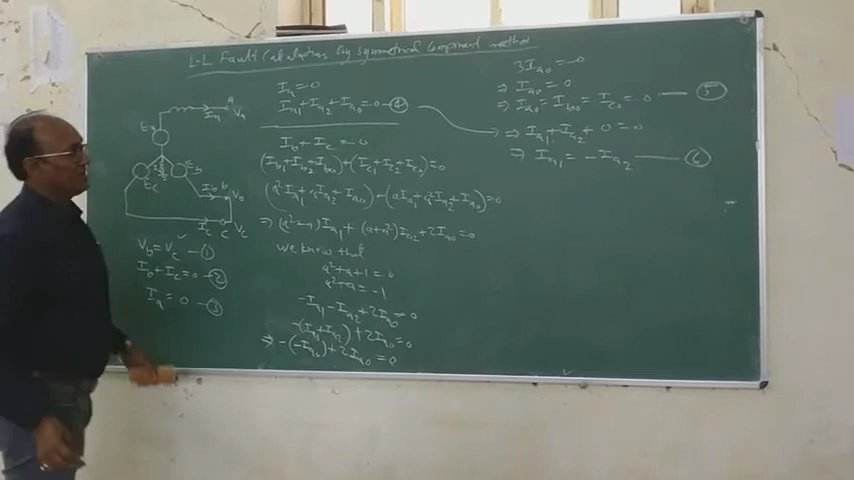 L-L Fault Calculation by symmetrical component method
Ia = 0
Ia1 + Ia2 + Ia0 = 0 — 4
Ib + Ic = 0
(Ib1 + Ib2 + Ib0) + (Ic1 + Ic2 + Ic0) = 0
(a²Ia1 + aIa2 + Ia0) + (aIa1 + a²Ia2 + Ia0) = 0
⇒ (a²+a)Ia1 + (a+a²)Ia2 + 2Ia0 = 0
we know that
a² + a + 1 = 0
a² + a = -1
-Ia1 - Ia2 + 2Ia0 = 0
-(Ia1 + Ia2) + 2Ia0 = 0
⇒ -(-Ia0) + 2Ia0 = 0
3Ia0 = 0
⇒ Ia0 = 0
⇒ Ia0 = Ib0 = Ic0 = 0 — 5
⇒ Ia1 + Ia2 + 0 = 0
⇒ Ia1 = -Ia2 — 6
a
Ia Va
Ea
Ec
Eb
Ib b Vb
Ic c Vc
Vb = Vc — 1
Ib + Ic = 0 — 2
Ia = 0 — 3